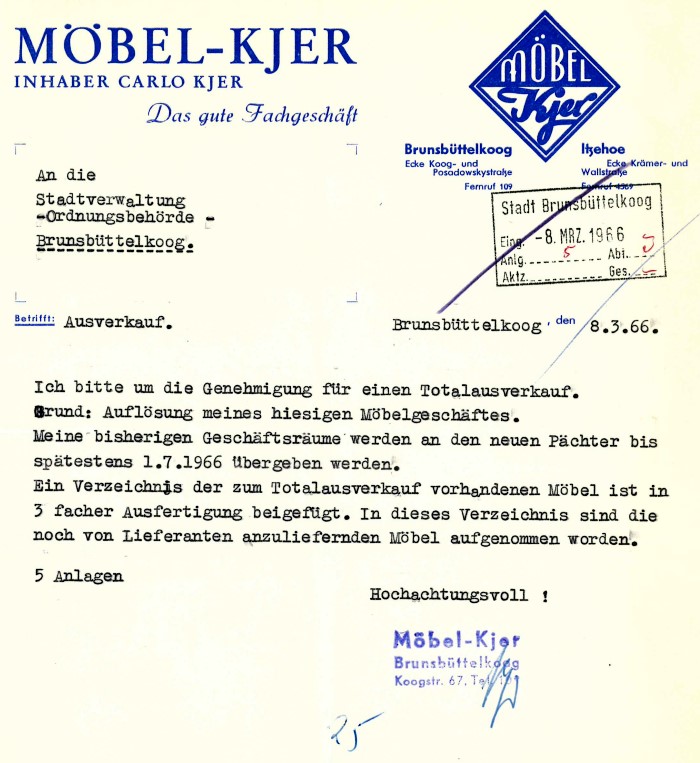 MÖBEL-KJER
INHABER CARLO KJER
Das gute Fachgeschäft
MÖBEL
Kjer
Brunsbüttelkoog
Ecke Koog- und
Posadowskystraße
Fernruf 109
Itzehoe
Ecke Krämer- und
Wallstraße
Fernruf 4569
An die
Stadtverwaltung
-Ordnungsbehörde -
Brunsbüttelkoog.
Stadt Brunsbüttelkoog
Eing. -8. MRZ. 1966
Anlg. 5 Abt.
Aktz. Ges.
Betrifft: Ausverkauf.
Brunsbüttelkoog, den 8.3.66.
Ich bitte um die Genehmigung für einen Totalausverkauf.
Grund: Auflösung meines hiesigen Möbelgeschäftes.
Meine bisherigen Geschäftsräume werden an den neuen Pächter bis
spätestens 1.7.1966 übergeben werden.
Ein Verzeichnis der zum Totalausverkauf vorhandenen Möbel ist in
3 facher Ausfertigung beigefügt. In dieses Verzeichnis sind die
noch von Lieferanten anzuliefernden Möbel aufgenommen worden.
5 Anlagen
Hochachtungsvoll !
Möbel-Kjer
Brunsbüttelkoog
Koogstr. 67, Tel. 109
25